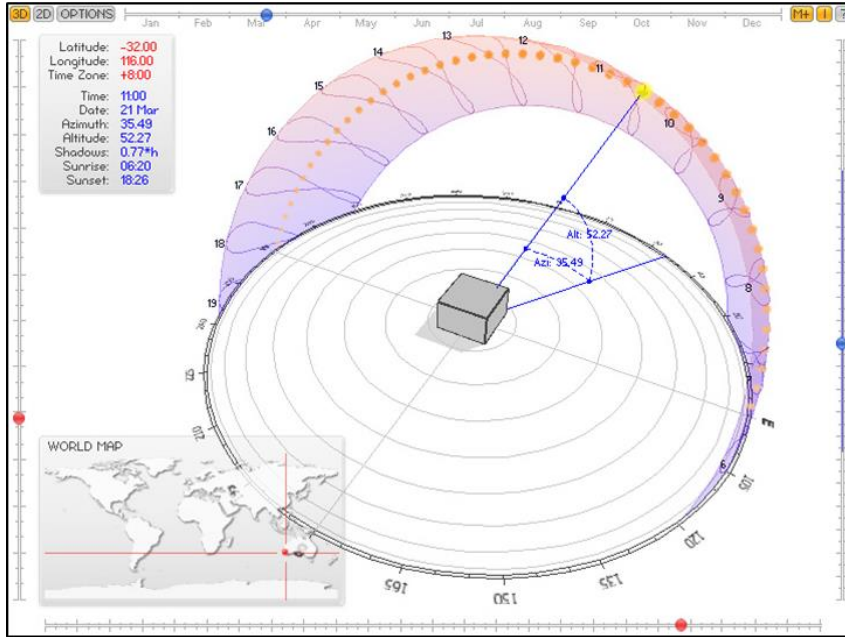 3D 2D OPTIONS M+ I ?
Jan Feb Mar Apr May Jun Jul Aug Sep Oct Nov Dec
Latitude: -32.00
Longitude: 116.00
Time Zone: +8:00
Time: 11:00
Date: 21 Mar
Azimuth: 35.49
Altitude: 52.27
Shadows: 0.77*h
Sunrise: 06:20
Sunset: 18:26
13
12
14
11
15
10
16
9
17
18
8
19
Alt: 52.27
Azi: 35.49
E
6
105
120
135
150
165
210
225
240
WORLD MAP